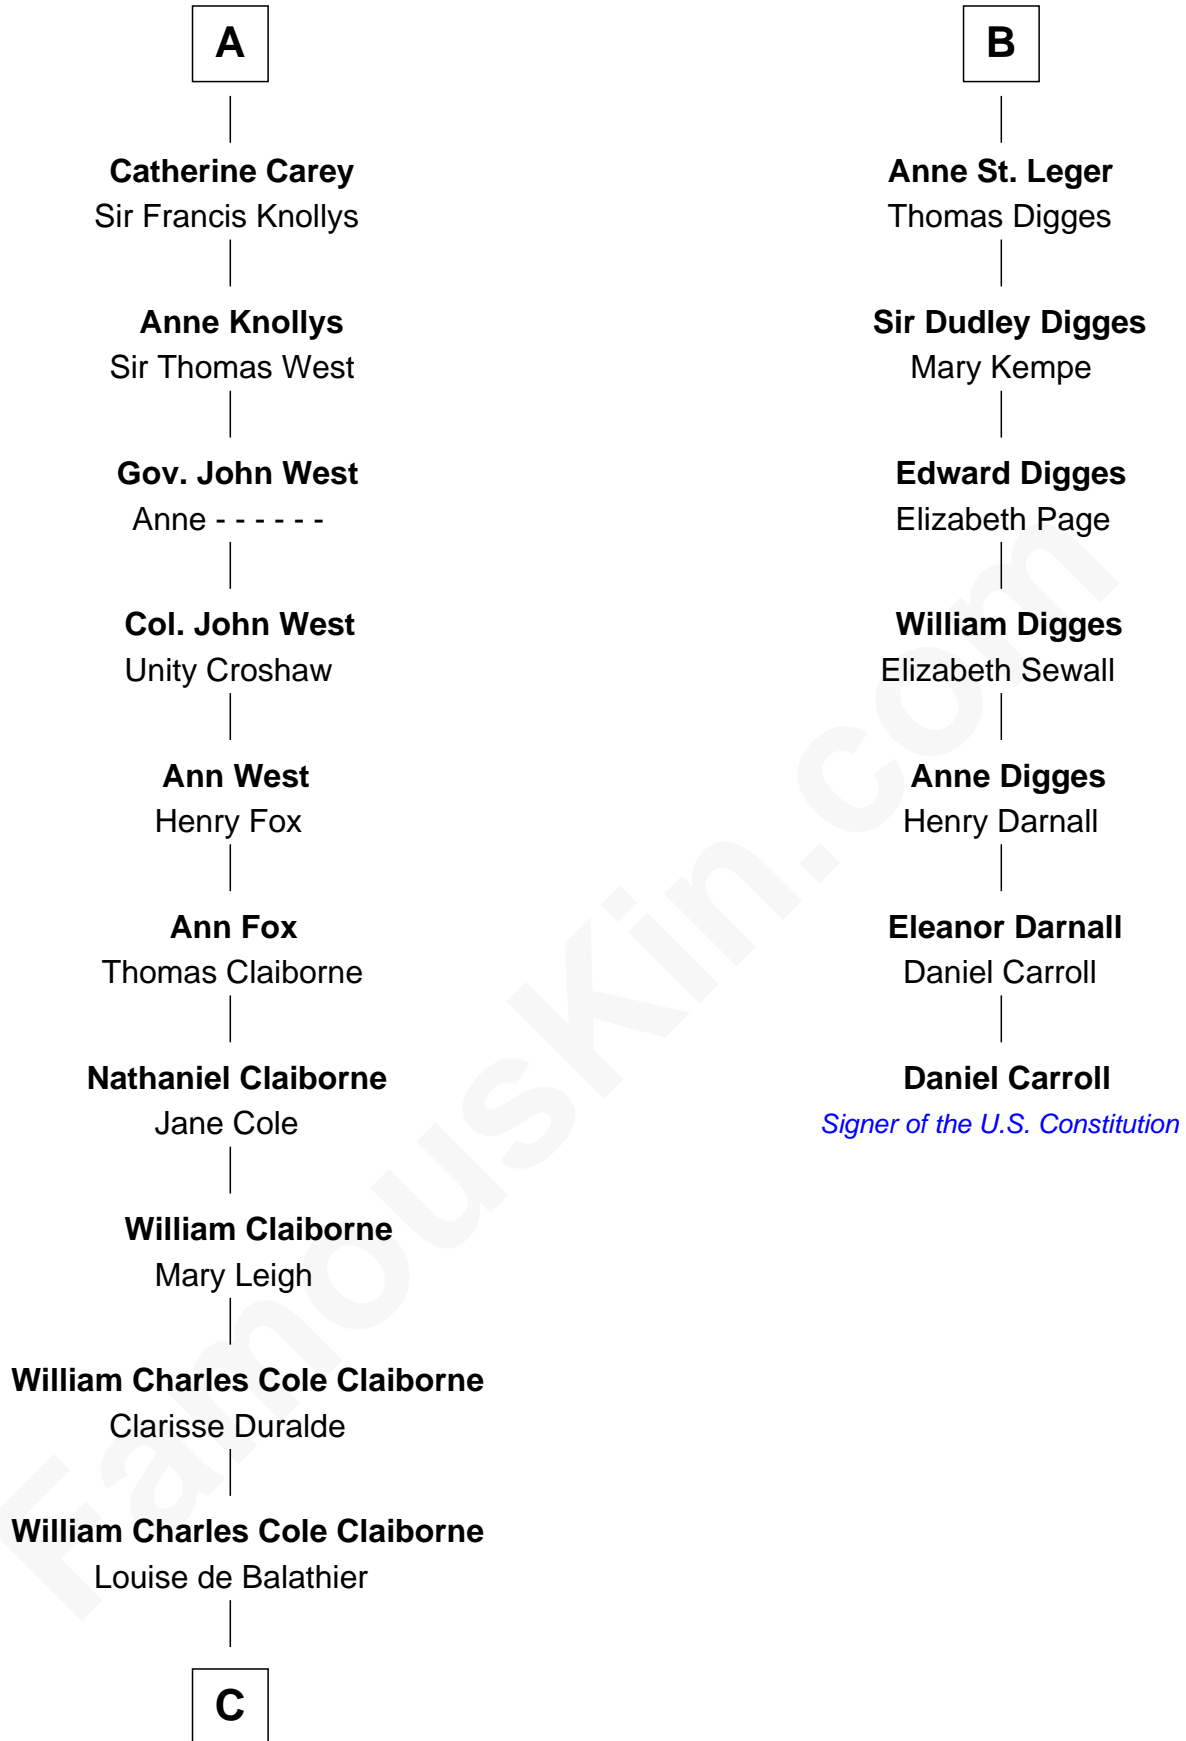 A
Catherine Carey
Sir Francis Knollys
Anne Knollys
Sir Thomas West
Gov. John West
Anne - - - - - -
Col. John West
Unity Croshaw
Ann West
Henry Fox
Ann Fox
Thomas Claiborne
Nathaniel Claiborne
Jane Cole
William Claiborne
Mary Leigh
William Charles Cole Claiborne
Clarisse Duralde
William Charles Cole Claiborne
Louise de Balathier
C
B
Anne St. Leger
Thomas Digges
Sir Dudley Digges
Mary Kempe
Edward Digges
Elizabeth Page
William Digges
Elizabeth Sewall
Anne Digges
Henry Darnall
Eleanor Darnall
Daniel Carroll
Daniel Carroll
Signer of the U.S. Constitution
FamousKin.com